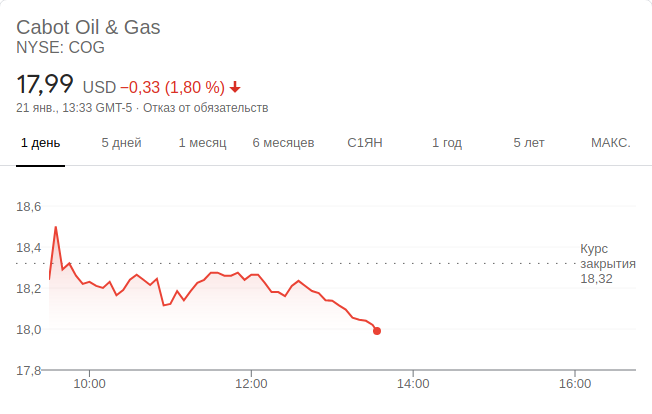 Cabot Oil & Gas
NYSE: COG
17,99 USD −0,33 (1,80 %)
21 янв., 13:33 GMT-5 · Отказ от обязательств
1 день 5 дней 1 месяц 6 месяцев С1ЯН 1 год 5 лет МАКС.
18,6
18,4
18,2
18,0
17,8
Курс
закрытия
18,32
10:00 12:00 14:00 16:00